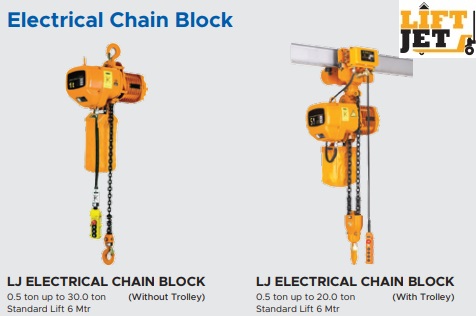 Electrical Chain Block
LIFT
JET
LJ ELECTRICAL CHAIN BLOCK
0.5 ton up to 30.0 ton (Without Trolley)
Standard Lift 6 Mtr
LJ ELECTRICAL CHAIN BLOCK
0.5 ton up to 20.0 ton (With Trolley)
Standard Lift 6 Mtr